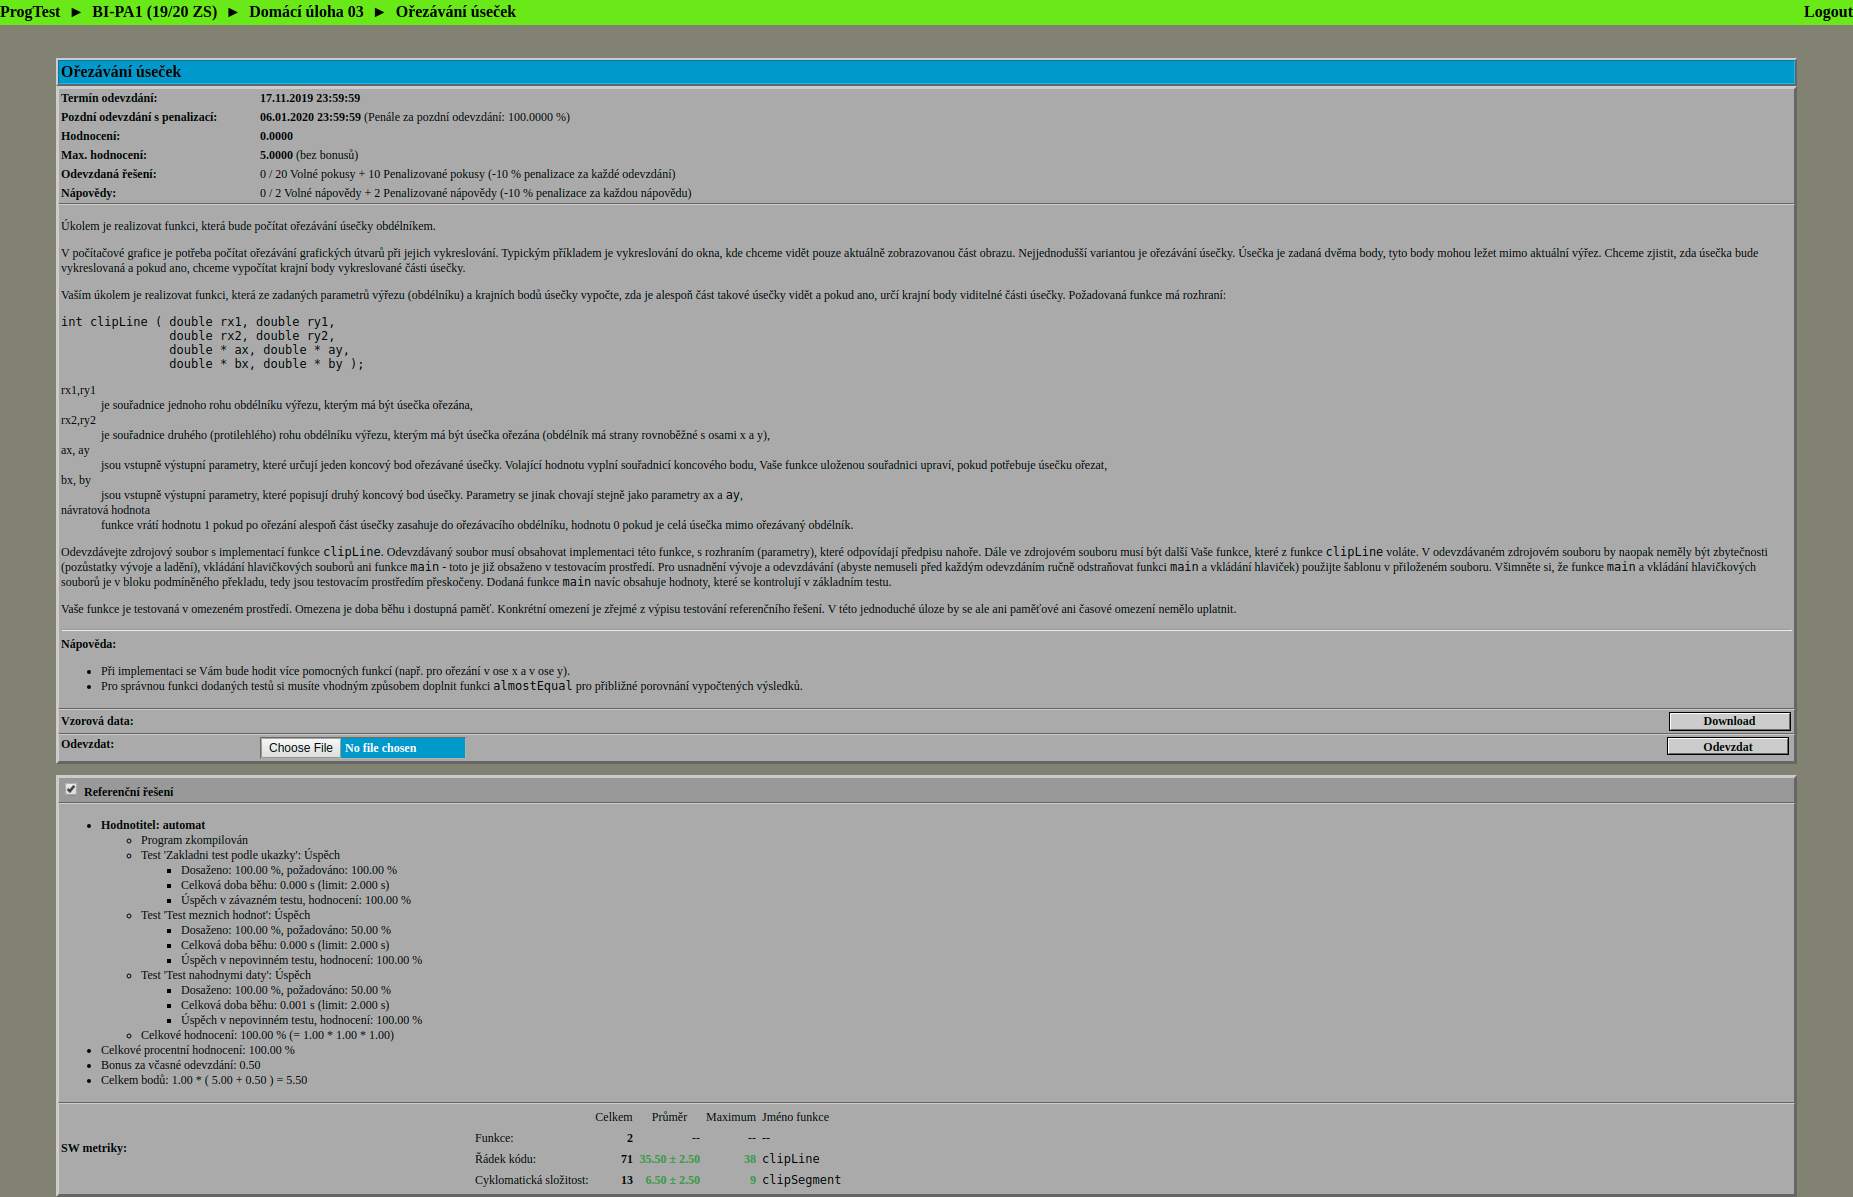 ProgTest ► BI-PA1 (19/20 ZS) ► Domácí úloha 03 ► Ořezávání úseček Logout
Ořezávání úseček
Termín odevzdání: 17.11.2019 23:59:59
Pozdní odevzdání s penalizací: 06.01.2020 23:59:59 (Penále za pozdní odevzdání: 100.0000 %)
Hodnocení: 0.0000
Max. hodnocení: 5.0000 (bez bonusů)
Odevzdaná řešení: 0 / 20 Volné pokusy + 10 Penalizované pokusy (-10 % penalizace za každé odevzdání)
Nápovědy: 0 / 2 Volné nápovědy + 2 Penalizované nápovědy (-10 % penalizace za každou nápovědu)
Úkolem je realizovat funkci, která bude počítat ořezávání úsečky obdélníkem.
V počítačové grafice je potřeba počítat ořezávání grafických útvarů při jejich vykreslování. Typickým příkladem je vykreslování do okna, kde chceme vidět pouze aktuálně zobrazovanou část obrazu. Nejjednodušší variantou je ořezávání úsečky. Úsečka je zadaná dvěma body, tyto body mohou ležet mimo aktuální výřez. Chceme zjistit, zda úsečka bude
vykreslovaná a pokud ano, chceme vypočítat krajní body vykreslované části úsečky.
Vaším úkolem je realizovat funkci, která ze zadaných parametrů výřezu (obdélníku) a krajních bodů úsečky vypočte, zda je alespoň část takové úsečky vidět a pokud ano, určí krajní body viditelné části úsečky. Požadovaná funkce má rozhraní:
int clipLine ( double rx1, double ry1,
double rx2, double ry2,
double * ax, double * ay,
double * bx, double * by );
rx1,ry1
je souřadnice jednoho rohu obdélníku výřezu, kterým má být úsečka ořezána,
rx2,ry2
je souřadnice druhého (protilehlého) rohu obdélníku výřezu, kterým má být úsečka ořezána (obdélník má strany rovnoběžné s osami x a y),
ax, ay
jsou vstupně výstupní parametry, které určují jeden koncový bod ořezávané úsečky. Volající hodnotu vyplní souřadnicí koncového bodu, Vaše funkce uloženou souřadnici upraví, pokud potřebuje úsečku ořezat,
bx, by
jsou vstupně výstupní parametry, které popisují druhý koncový bod úsečky. Parametry se jinak chovají stejně jako parametry ax a ay,
návratová hodnota
funkce vrátí hodnotu 1 pokud po ořezání alespoň část úsečky zasahuje do ořezávacího obdélníku, hodnotu 0 pokud je celá úsečka mimo ořezávaný obdélník.
Odevzdávejte zdrojový soubor s implementací funkce clipLine. Odevzdávaný soubor musí obsahovat implementaci této funkce, s rozhraním (parametry), které odpovídají předpisu nahoře. Dále ve zdrojovém souboru musí být další Vaše funkce, které z funkce clipLine voláte. V odevzdávaném zdrojovém souboru by naopak neměly být zbytečnosti
(pozůstatky vývoje a ladění), vkládání hlavičkových souborů ani funkce main - toto je již obsaženo v testovacím prostředí. Pro usnadnění vývoje a odevzdávání (abyste nemuseli před každým odevzdáním ručně odstraňovat funkci main a vkládání hlaviček) použijte šablonu v přiloženém souboru. Všimněte si, že funkce main a vkládání hlavičkových
souborů je v bloku podmíněného překladu, tedy jsou testovacím prostředím přeskočeny. Dodaná funkce main navíc obsahuje hodnoty, které se kontrolují v základním testu.
Vaše funkce je testovaná v omezeném prostředí. Omezena je doba běhu i dostupná paměť. Konkrétní omezení je zřejmé z výpisu testování referenčního řešení. V této jednoduché úloze by se ale ani paměťové ani časové omezení nemělo uplatnit.
Nápověda:
• Při implementaci se Vám bude hodit více pomocných funkcí (např. pro ořezání v ose x a v ose y).
• Pro správnou funkci dodaných testů si musíte vhodným způsobem doplnit funkci almostEqual pro přibližné porovnání vypočtených výsledků.
Vzorová data: Download
Odevzdat: Choose File No file chosen Odevzdat
Referenční řešení
• Hodnotitel: automat
Program zkompilován
Test 'Zakladni test podle ukazky': Úspěch
Dosaženo: 100.00 %, požadováno: 100.00 %
Celková doba běhu: 0.000 s (limit: 2.000 s)
Úspěch v závazném testu, hodnocení: 100.00 %
Test 'Test meznich hodnot': Úspěch
Dosaženo: 100.00 %, požadováno: 50.00 %
Celková doba běhu: 0.000 s (limit: 2.000 s)
Úspěch v nepovinném testu, hodnocení: 100.00 %
Test 'Test nahodnymi daty': Úspěch
Dosaženo: 100.00 %, požadováno: 50.00 %
Celková doba běhu: 0.001 s (limit: 2.000 s)
Úspěch v nepovinném testu, hodnocení: 100.00 %
Celkové hodnocení: 100.00 % (= 1.00 * 1.00 * 1.00)
• Celkové procentní hodnocení: 100.00 %
• Bonus za včasné odevzdání: 0.50
• Celkem bodů: 1.00 * ( 5.00 + 0.50 ) = 5.50
SW metriky:
Celkem Průměr Maximum Jméno funkce
Funkce: 2 -- -- --
Řádek kódu: 71 35.50 ± 2.50 38 clipLine
Cyklomatická složitost: 13 6.50 ± 2.50 9 clipSegment